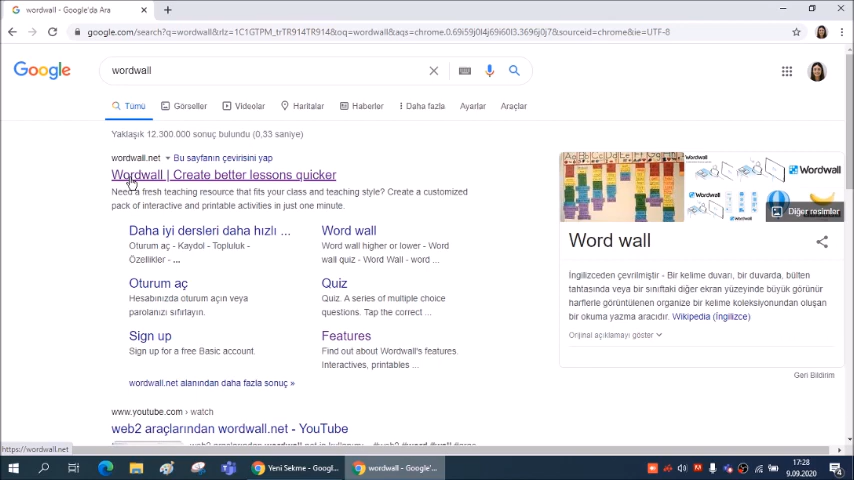 wordwall - Google'da Ara
google.com/search?q=wordwall&rlz=1C1GTPM_trTR914TR914&oq=wordwall&aqs=chrome.0.69i59j0l4j69i60l3.3696j0j7&sourceid=chrome&ie=UTF-8
Google
wordwall
Tümü Görseller Videolar Haritalar Haberler Daha fazla Ayarlar Araçlar
Yaklaşık 12.300 000 sonuç bulundu (0,33 saniye)
wordwall.net Bu sayfanın çevirisini yap
Wordwall | Create better lessons quicker
Need a fresh teaching resource that fits your class and teaching style? Create a customized
pack of interactive and printable activities in just one minute.
Daha iyi dersleri daha hızlı ...
Oturum aç - Kaydol - Topluluk -
Özellikler - ...
Word wall
Word wall higher or lower - Word
wall quiz - Word Wall - word ...
Oturum aç
Hesabınızda oturum açın veya
parolanızı sıfırlayın.
Quiz
Quiz. A series of multiple choice
questions. Tap the correct ...
Sign up
Sign up for a free Basic account.
Features
Find out about Wordwall's features.
Interactives, printables ...
wordwall.net alanından daha fazla sonuç »
www.youtube.com › watch
web2 araçlarından wordwall.net - YouTube
Wordwall
Diğer resimler
Word wall
İngilizceden çevrilmiştir - Bir kelime duvarı, bir duvarda, bülten
tahtasında veya bir sınıftaki diğer ekran yüzeyinde büyük görünür
harflerle görüntülenen organize bir kelime koleksiyonundan oluşan
bir okuma yazma aracıdır. Wikipedia (İngilizce)
Orijinal açıklamayı göster
Geri Bildirim
https://wordwall.net
Yeni Sekme - Googl...
wordwall - Google'...
17:28
9.09.2020
4